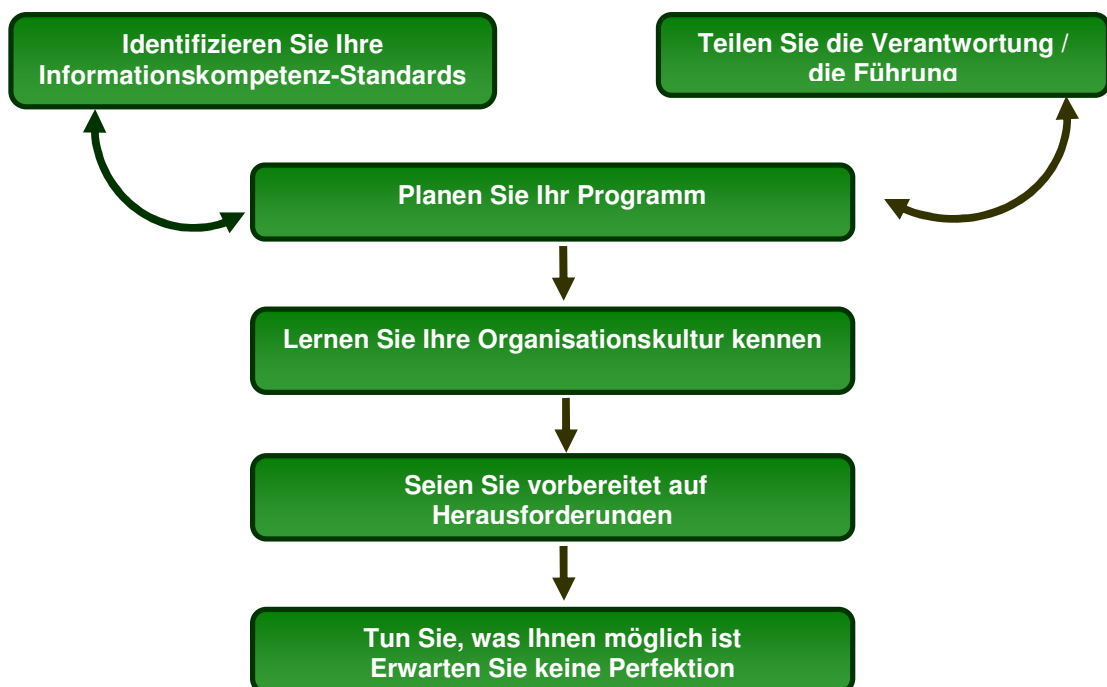 Identifizieren Sie Ihre
Informationskompetenz-Standards
Teilen Sie die Verantwortung /
die Führung
Planen Sie Ihr Programm
Lernen Sie Ihre Organisationskultur kennen
Seien Sie vorbereitet auf
Herausforderungen
Tun Sie, was Ihnen möglich ist
Erwarten Sie keine Perfektion